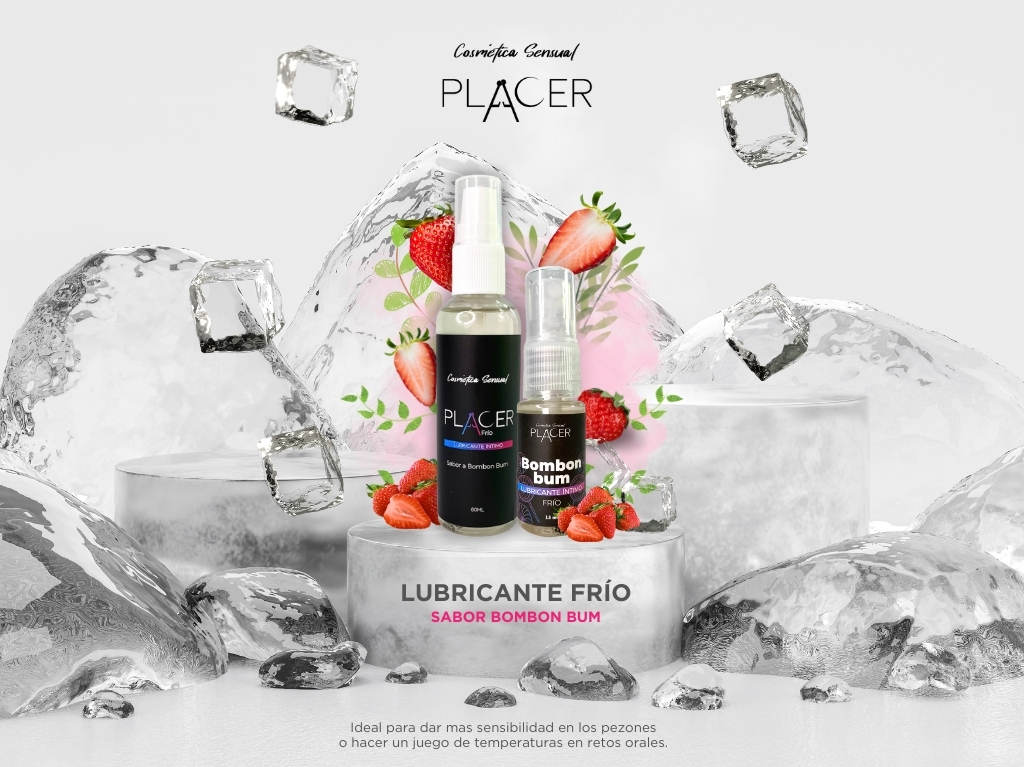 Cosmética Sensual
PLACER
Cosmética Sensual
PLACER
Frío
LUBRICANTE ÍNTIMO
Sabor a Bombon Bum
60ML
Cosmética Sensual
PLACER
Bombon
bum
LUBRICANTE ÍNTIMO
FRÍO
LUBRICANTE FRÍO
SABOR BOMBON BUM
Ideal para dar mas sensibilidad en los pezones
o hacer un juego de temperaturas en retos orales.